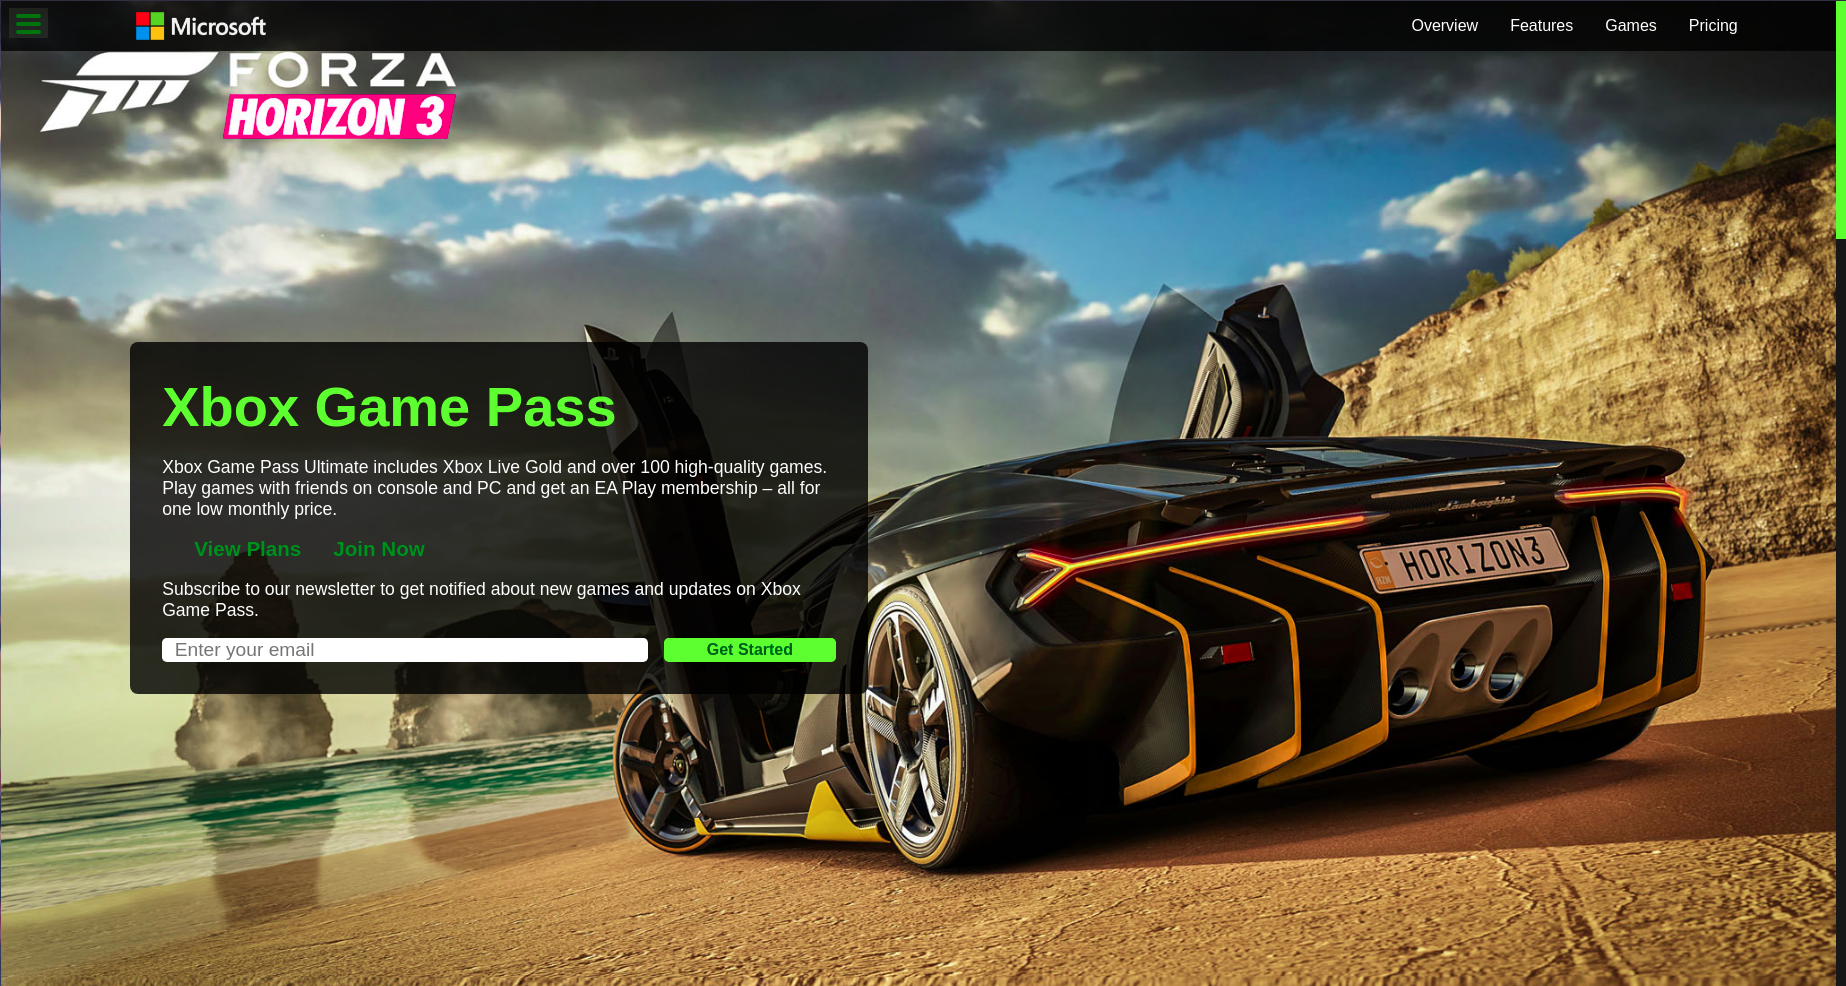 Microsoft
Overview
Features
Games
Pricing
FORZA
HORIZON 3
Xbox Game Pass
Xbox Game Pass Ultimate includes Xbox Live Gold and over 100 high-quality games.
Play games with friends on console and PC and get an EA Play membership – all for
one low monthly price.
View Plans
Join Now
Subscribe to our newsletter to get notified about new games and updates on Xbox
Game Pass.
Enter your email
Get Started
Lamborghini
HORIZON3